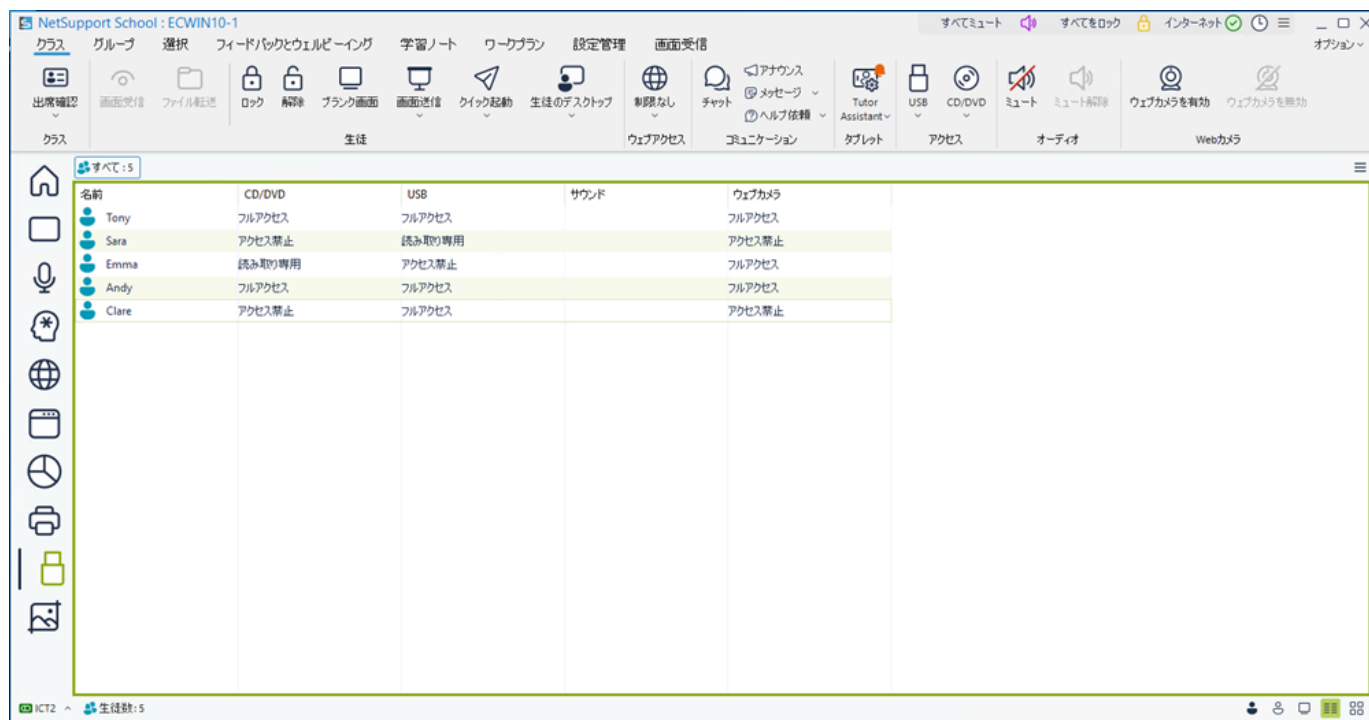 NetSupport School : ECWIN10-1 すべてミュート すべてをロック インターネット
クラス グループ 選択 フィードバックとウェルビーイング 学習ノート ワークプラン 設定管理 画面受信 オプション
出席確認 画面受信 ファイル転送 ロック 解除 ブランク画面 画面送信 クイック起動 生徒のデスクトップ 制限なし チャット アナウンス
メッセージ
ヘルプ依頼
Tutor Assistant USB CD/DVD ミュート ミュート解除 ウェブカメラを有効 ウェブカメラを無効
クラス 生徒 ウェブアクセス コミュニケーション タブレット アクセス オーディオ Webカメラ
すべて : 5
名前 CD/DVD USB サウンド ウェブカメラ
Tony フルアクセス フルアクセス フルアクセス
Sara アクセス禁止 読み取り専用 アクセス禁止
Emma 読み取り専用 アクセス禁止 フルアクセス
Andy フルアクセス フルアクセス フルアクセス
Clare アクセス禁止 フルアクセス アクセス禁止
ICT2 生徒数: 5